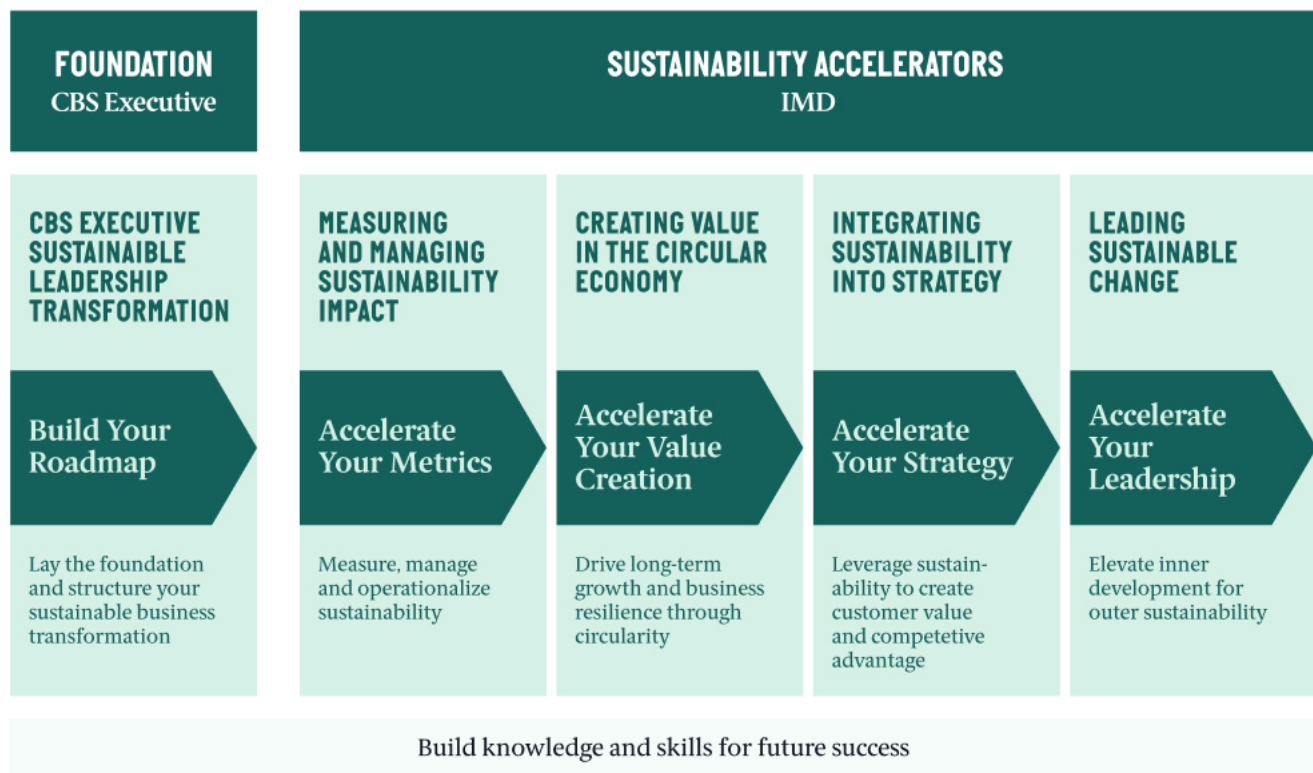 FOUNDATION
CBS Executive
SUSTAINABILITY ACCELERATORS
IMD
CBS EXECUTIVE
SUSTAINAIBLE
LEADERSHIP
TRANSFORMATION
Build Your
Roadmap
Lay the foundation
and structure your
sustainable business
transformation
MEASURING
AND MANAGING
SUSTAINABILITY
IMPACT
Accelerate
Your Metrics
Measure, manage
and operationalize
sustainability
CREATING VALUE
IN THE CIRCULAR
ECONOMY
Accelerate
Your Value
Creation
Drive long-term
growth and business
resilience through
circularity
INTEGRATING
SUSTAINABILITY
INTO STRATEGY
Accelerate
Your Strategy
Leverage sustain-
ability to create
customer value
and competetive
advantage
LEADING
SUSTAINABLE
CHANGE
Accelerate
Your
Leadership
Elevate inner
development for
outer sustainability
Build knowledge and skills for future success